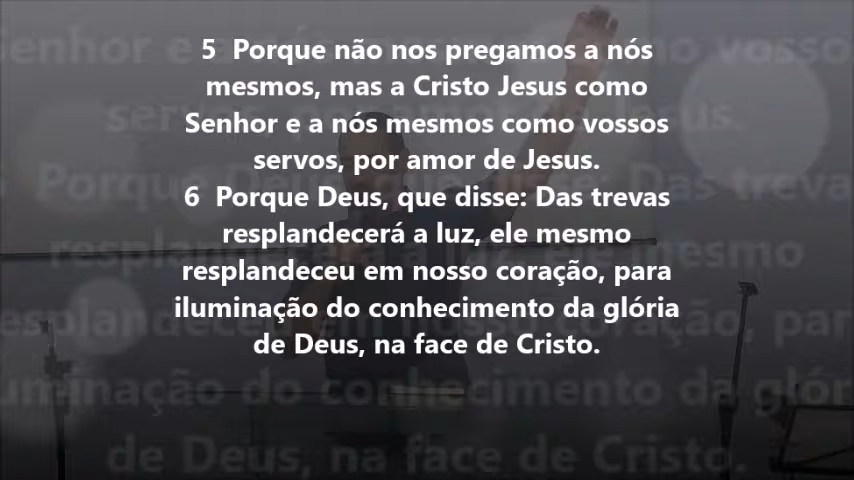 5 Porque não nos pregamos a nós
mesmos, mas a Cristo Jesus como
Senhor e a nós mesmos como vossos
servos, por amor de Jesus.
6 Porque Deus, que disse: Das trevas
resplandecerá a luz, ele mesmo
resplandeceu em nosso coração, para
iluminação do conhecimento da glória
de Deus, na face de Cristo.